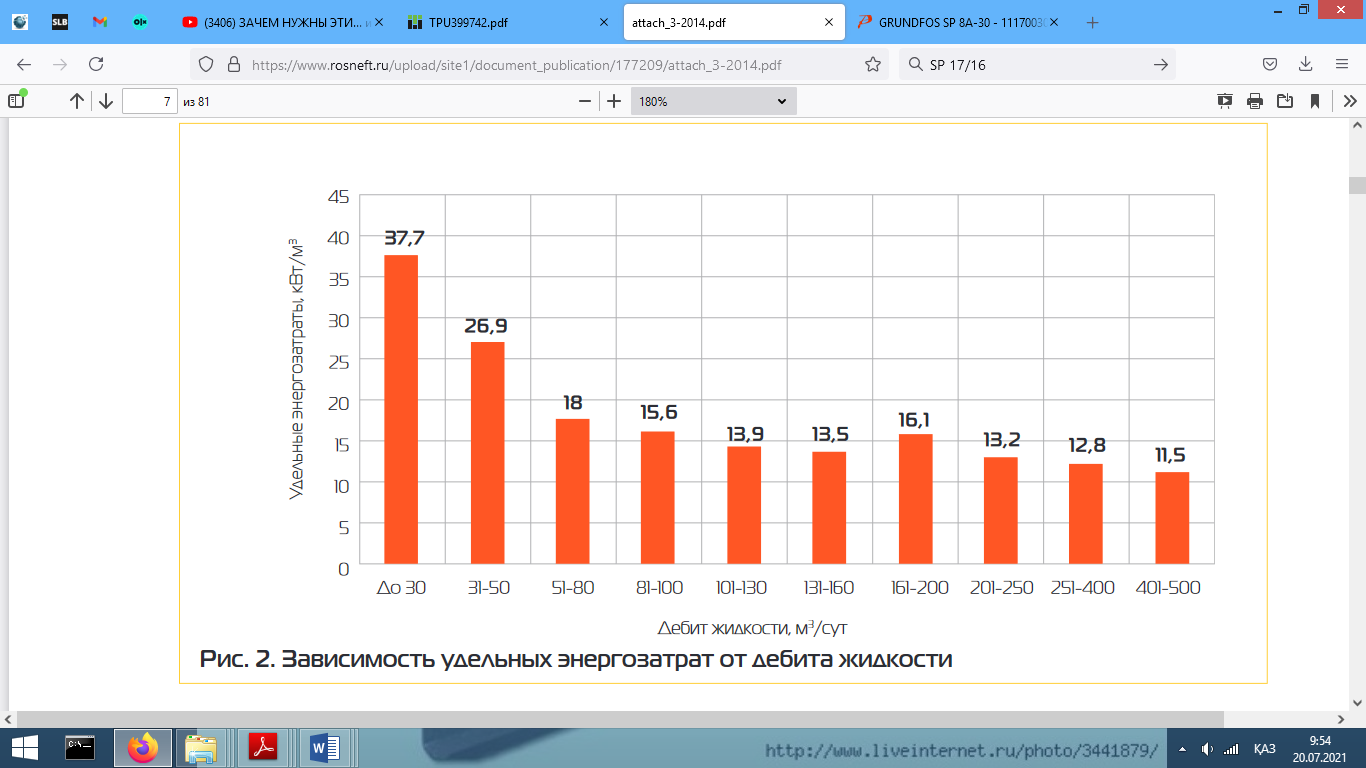 SLB
olx
(3406) ЗАЧЕМ НУЖНЫ ЭТИ...
TPU399742.pdf
attach_3-2014.pdf
GRUNDFOS SP 8A-30 - 1117003
https://www.rosneft.ru/upload/site1/document_publication/177209/attach_3-2014.pdf
SP 17/16
7 из 81
180%
45
40
35
30
25
20
15
10
5
0
Удельные энергозатраты, кВт/м³
37,7
26,9
18
15,6
13,9
13,5
16,1
13,2
12,8
11,5
До 30 31-50 51-80 81-100 101-130 131-160 161-200 201-250 251-400 401-500
Дебит жидкости, м³/сут
Рис. 2. Зависимость удельных энергозатрат от дебита жидкости
http://www.liveinternet.ru/photo/3441879/
ҚАЗ
9:54
20.07.2021